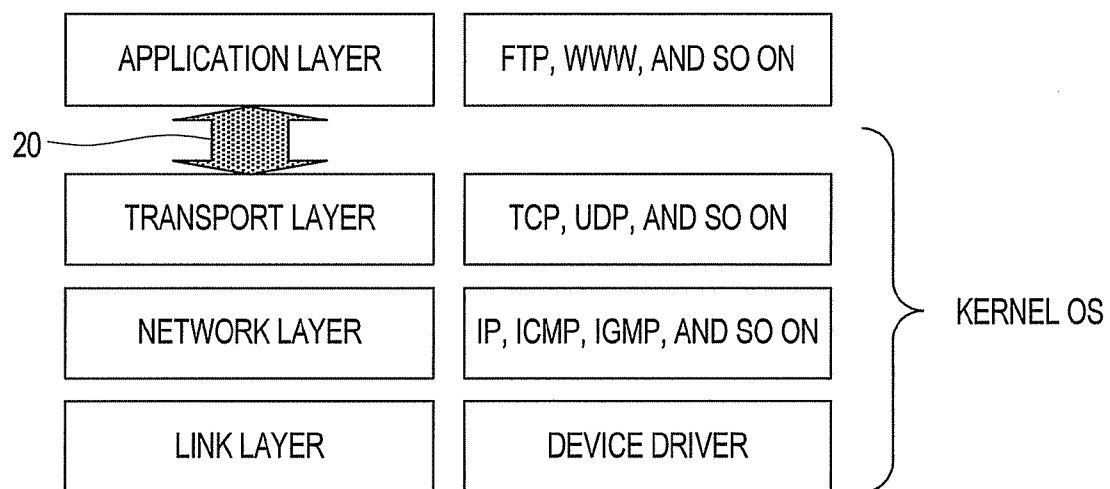 APPLICATION LAYER
FTP, WWW, AND SO ON
20
TRANSPORT LAYER
TCP, UDP, AND SO ON
NETWORK LAYER
IP, ICMP, IGMP, AND SO ON
KERNEL OS
LINK LAYER
DEVICE DRIVER